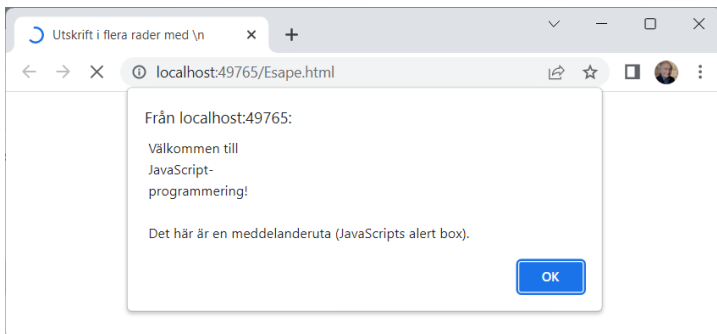 Utskrift i flera rader med \n
localhost:49765/Esape.html
Från localhost:49765:
Välkommen till
JavaScript-
programmering!
Det här är en meddelanderuta (JavaScripts alert box).
OK